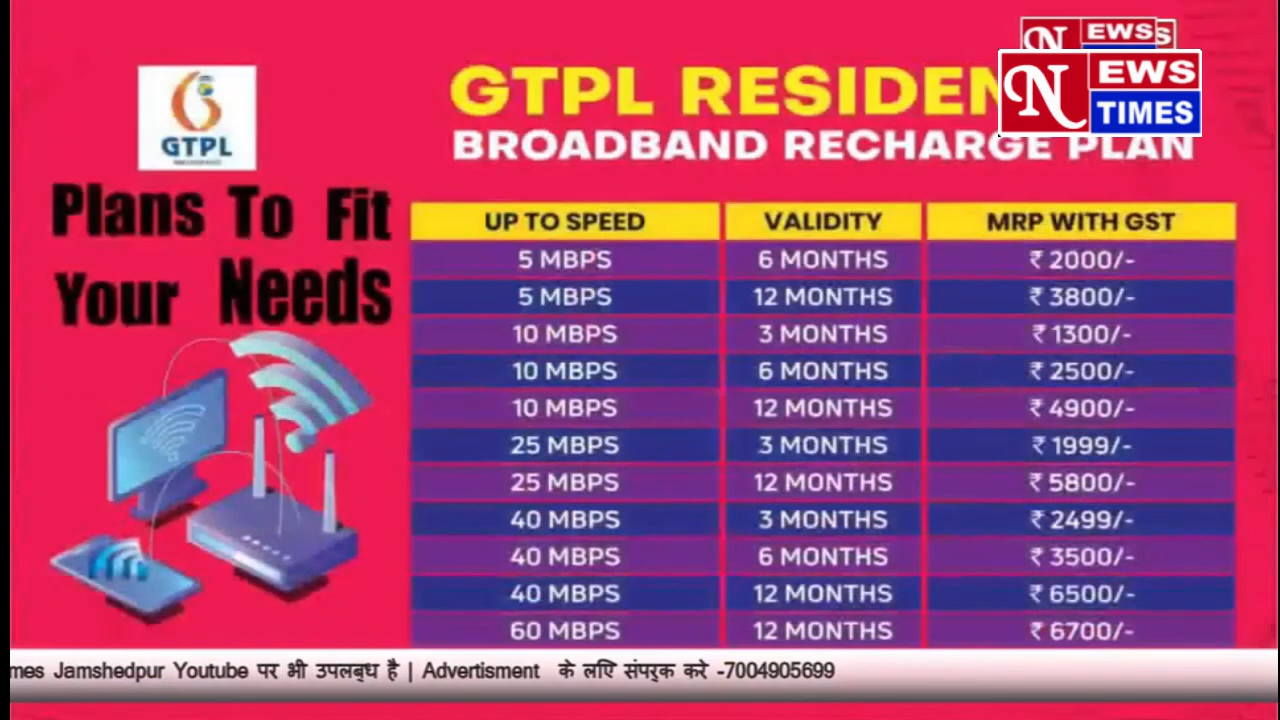 EWS
N EWS
TIMES
GTPL
GTPL RESIDEN
BROADBAND RECHARGE PLAN
Plans To Fit
Your Needs
UP TO SPEED VALIDITY MRP WITH GST
5 MBPS 6 MONTHS ₹ 2000/-
5 MBPS 12 MONTHS ₹ 3800/-
10 MBPS 3 MONTHS ₹ 1300/-
10 MBPS 6 MONTHS ₹ 2500/-
10 MBPS 12 MONTHS ₹ 4900/-
25 MBPS 3 MONTHS ₹ 1999/-
25 MBPS 12 MONTHS ₹ 5800/-
40 MBPS 3 MONTHS ₹ 2499/-
40 MBPS 6 MONTHS ₹ 3500/-
40 MBPS 12 MONTHS ₹ 6500/-
60 MBPS 12 MONTHS ₹ 6700/-
mes Jamshedpur Youtube पर भी उपलब्ध है | Advertisment के लिए संपर्क करे -7004905699